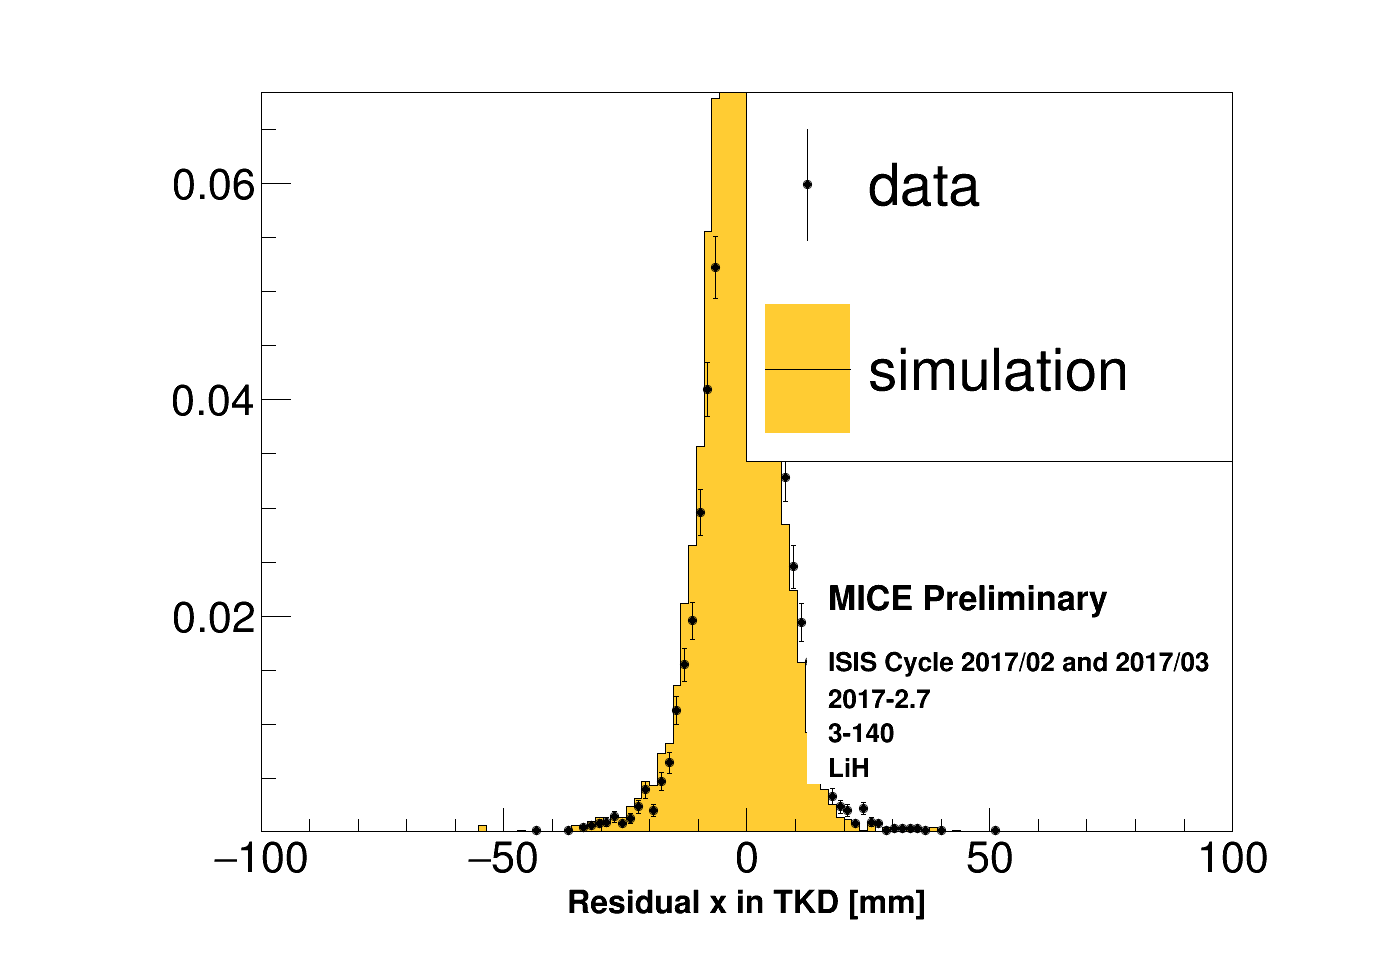 0.06
0.04
0.02
data
simulation
MICE Preliminary
ISIS Cycle 2017/02 and 2017/03
2017-2.7
3-140
LiH
−100
−50
0
50
100
Residual x in TKD [mm]